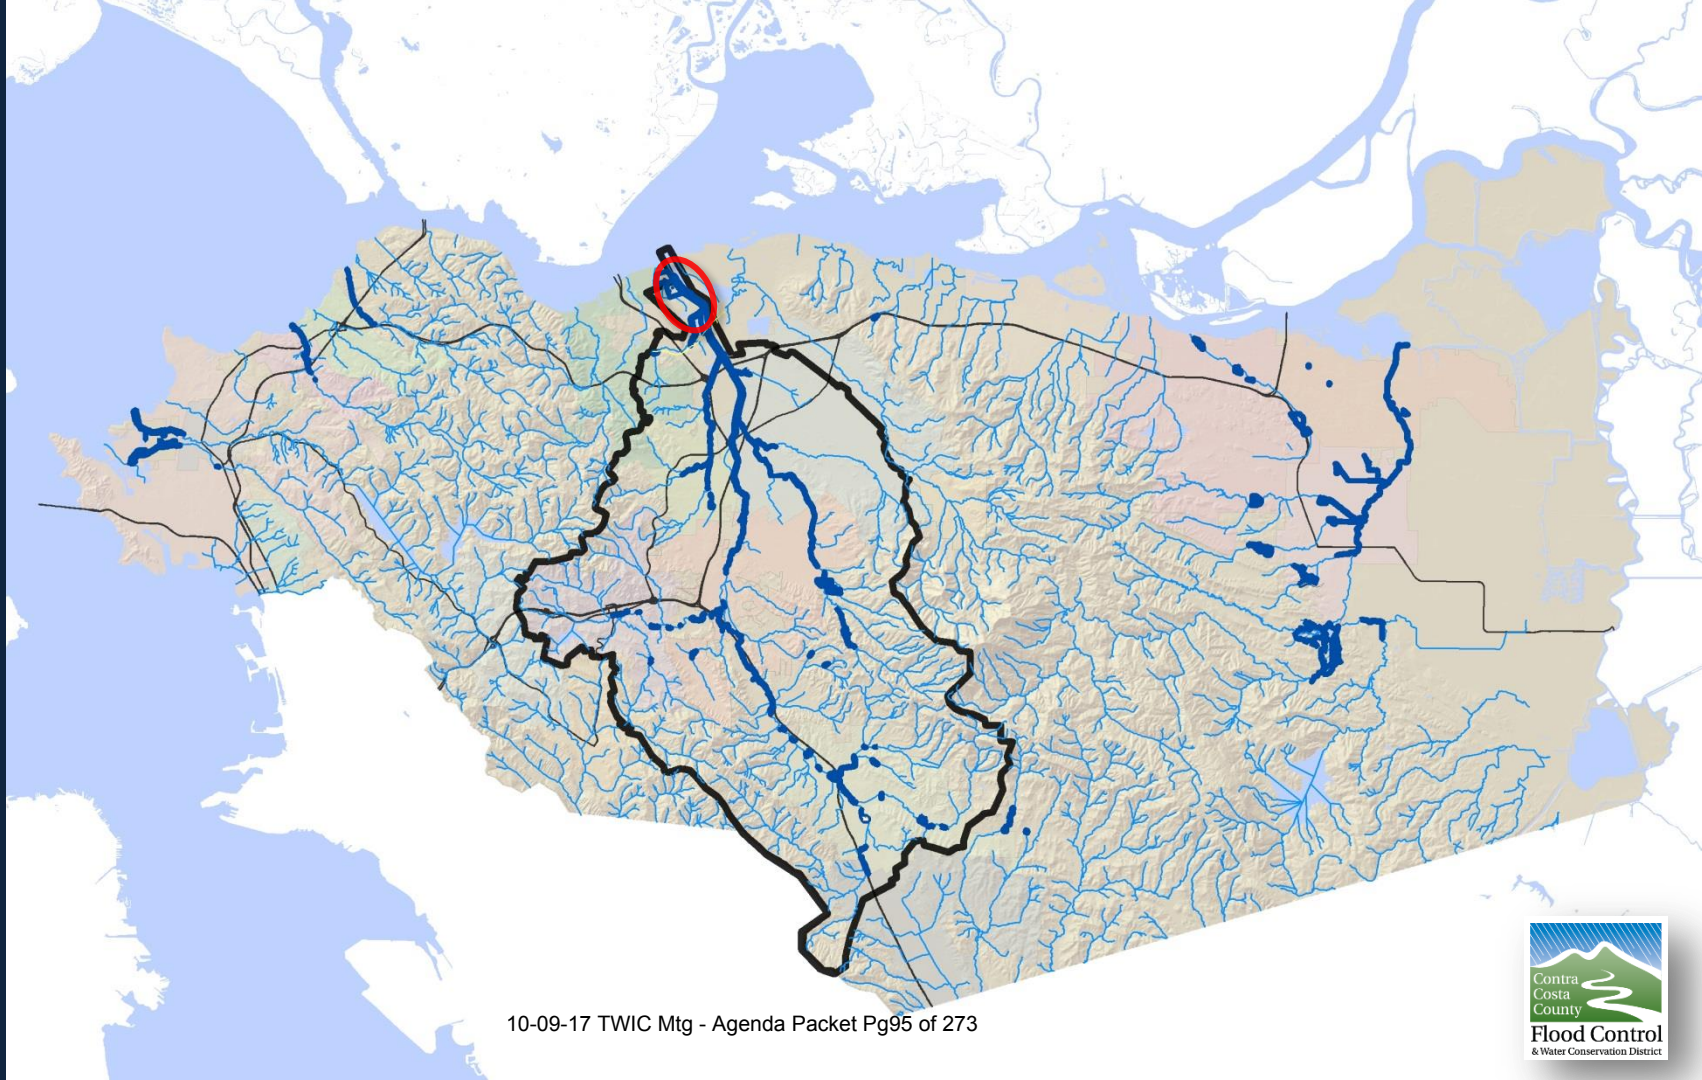 10-09-17 TWIC Mtg - Agenda Packet Pg95 of 273
Contra
Costa
County
Flood Control
& Water Conservation District